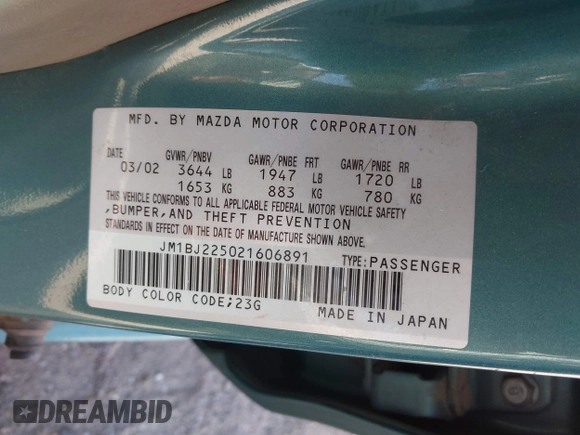 MFD. BY MAZDA MOTOR CORPORATION
DATE GVWR/PNBV GAWR/PNBE FRT GAWR/PNBE RR
03/02 3644 LB 1947 LB 1720 LB
1653 KG 883 KG 780 KG
THIS VEHICLE CONFORMS TO ALL APPLICABLE FEDERAL MOTOR VEHICLE SAFETY
,BUMPER,AND THEFT PREVENTION
STANDARDS IN EFFECT ON THE DATE OF MANUFACTURE SHOWN ABOVE.
JM1BJ225021606891 TYPE:PASSENGER
BODY COLOR CODE;23G
MADE IN JAPAN
DREAMBID